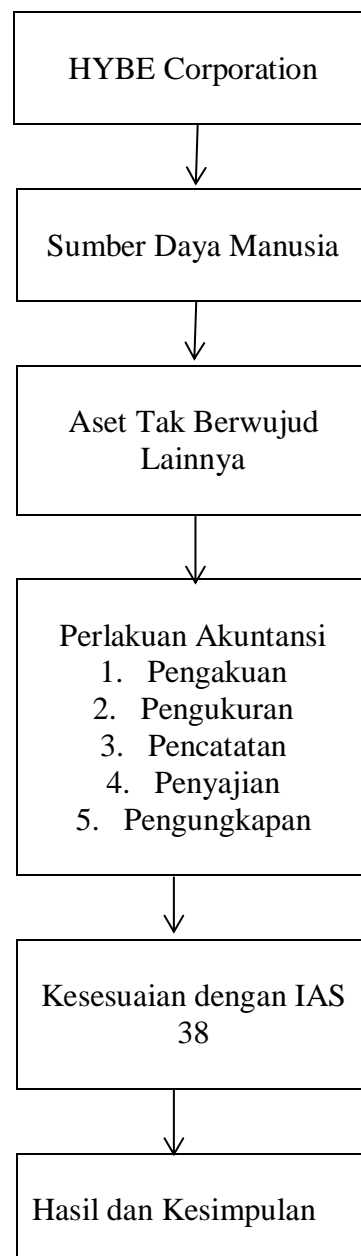 HYBE Corporation
Sumber Daya Manusia
Aset Tak Berwujud
Lainnya
Perlakuan Akuntansi
1. Pengakuan
2. Pengukuran
3. Pencatatan
4. Penyajian
5. Pengungkapan
Kesesuaian dengan IAS
38
Hasil dan Kesimpulan